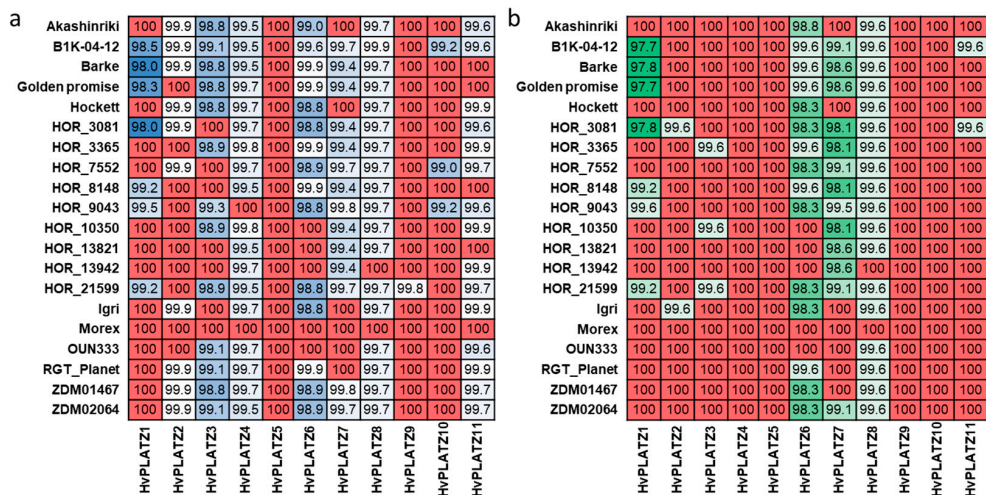 a
Akashinriki 100 99.9 98.8 99.5 100 99.0 100 99.7 100 100 99.6
B1K-04-12 98.5 99.9 99.1 99.5 100 99.6 99.7 99.9 100 99.2 99.6
Barke 98.0 99.9 98.8 99.5 100 99.9 99.4 99.7 100 100 100
Golden promise 98.3 100 98.8 99.7 100 99.9 99.4 99.7 100 100 100
Hockett 100 99.9 98.8 99.7 100 98.8 100 99.7 100 100 99.9
HOR_3081 98.0 99.9 100 99.7 100 98.8 99.4 99.7 100 100 99.6
HOR_3365 100 100 98.9 99.8 100 99.9 99.4 99.7 100 100 99.9
HOR_7552 100 99.9 100 99.7 100 98.9 99.7 99.7 100 99.0 99.7
HOR_8148 99.2 100 100 99.5 100 99.9 99.4 99.7 100 100 100
HOR_9043 99.5 100 99.3 100 100 98.8 99.8 99.7 100 99.2 99.6
HOR_10350 100 100 98.9 99.8 100 100 99.4 99.7 100 100 99.9
HOR_13821 100 100 100 99.5 100 100 99.4 99.7 100 100 100
HOR_13942 100 100 100 99.7 100 100 99.4 100 100 100 99.9
HOR_21599 99.2 100 98.9 99.5 100 98.8 99.7 99.7 99.8 100 99.7
Igri 100 99.9 100 99.7 100 98.8 100 99.7 100 100 99.9
Morex 100 100 100 100 100 100 100 100 100 100 100
OUN333 100 100 99.1 99.7 100 100 100 99.7 100 100 99.6
RGT_Planet 100 99.9 99.1 99.7 100 99.9 100 99.7 100 100 99.9
ZDM01467 100 99.9 98.8 99.7 100 98.9 99.8 99.7 100 100 99.7
ZDM02064 100 99.9 99.1 99.5 100 98.9 99.7 99.7 100 100 99.7
HvPLATZ1 HvPLATZ2 HvPLATZ3 HvPLATZ4 HvPLATZ5 HvPLATZ6 HvPLATZ7 HvPLATZ8 HvPLATZ9 HvPLATZ10 HvPLATZ11
b
Akashinriki 100 100 100 100 100 98.8 100 99.6 100 100 100
B1K-04-12 97.7 100 100 100 100 99.6 99.1 99.6 100 100 99.6
Barke 97.8 100 100 100 100 99.6 98.6 99.6 100 100 100
Golden promise 97.7 100 100 100 100 99.6 98.6 99.6 100 100 100
Hockett 100 100 100 100 100 98.3 100 99.6 100 100 100
HOR_3081 97.8 99.6 100 100 100 98.3 98.1 99.6 100 100 99.6
HOR_3365 100 100 99.6 100 100 99.6 98.1 99.6 100 100 100
HOR_7552 100 100 100 100 100 98.3 99.1 99.6 100 100 100
HOR_8148 99.2 100 100 100 100 99.6 98.1 99.6 100 100 100
HOR_9043 99.6 100 100 100 100 98.3 99.5 99.6 100 100 100
HOR_10350 100 100 99.6 100 100 100 98.1 99.6 100 100 100
HOR_13821 100 100 100 100 100 100 98.6 99.6 100 100 100
HOR_13942 100 100 100 100 100 100 98.6 100 100 100 100
HOR_21599 99.2 100 99.6 100 100 98.3 99.1 99.6 100 100 100
Igri 100 99.6 100 100 100 98.3 100 99.6 100 100 100
Morex 100 100 100 100 100 100 100 100 100 100 100
OUN333 100 100 100 100 100 100 100 99.6 100 100 100
RGT_Planet 100 100 100 100 100 99.6 100 99.6 100 100 100
ZDM01467 100 100 100 100 100 98.3 100 99.6 100 100 100
ZDM02064 100 100 100 100 100 98.3 99.1 99.6 100 100 100
HvPLATZ1 HvPLATZ2 HvPLATZ3 HvPLATZ4 HvPLATZ5 HvPLATZ6 HvPLATZ7 HvPLATZ8 HvPLATZ9 HvPLATZ10 HvPLATZ11